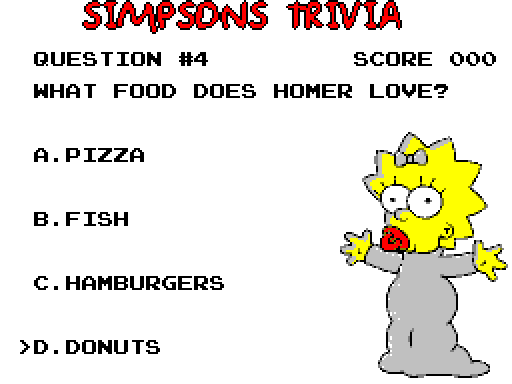 SIMPSONS TRIVIA
QUESTION #4 SCORE 000
WHAT FOOD DOES HOMER LOVE?
A.PIZZA
B.FISH
C.HAMBURGERS
>D.DONUTS